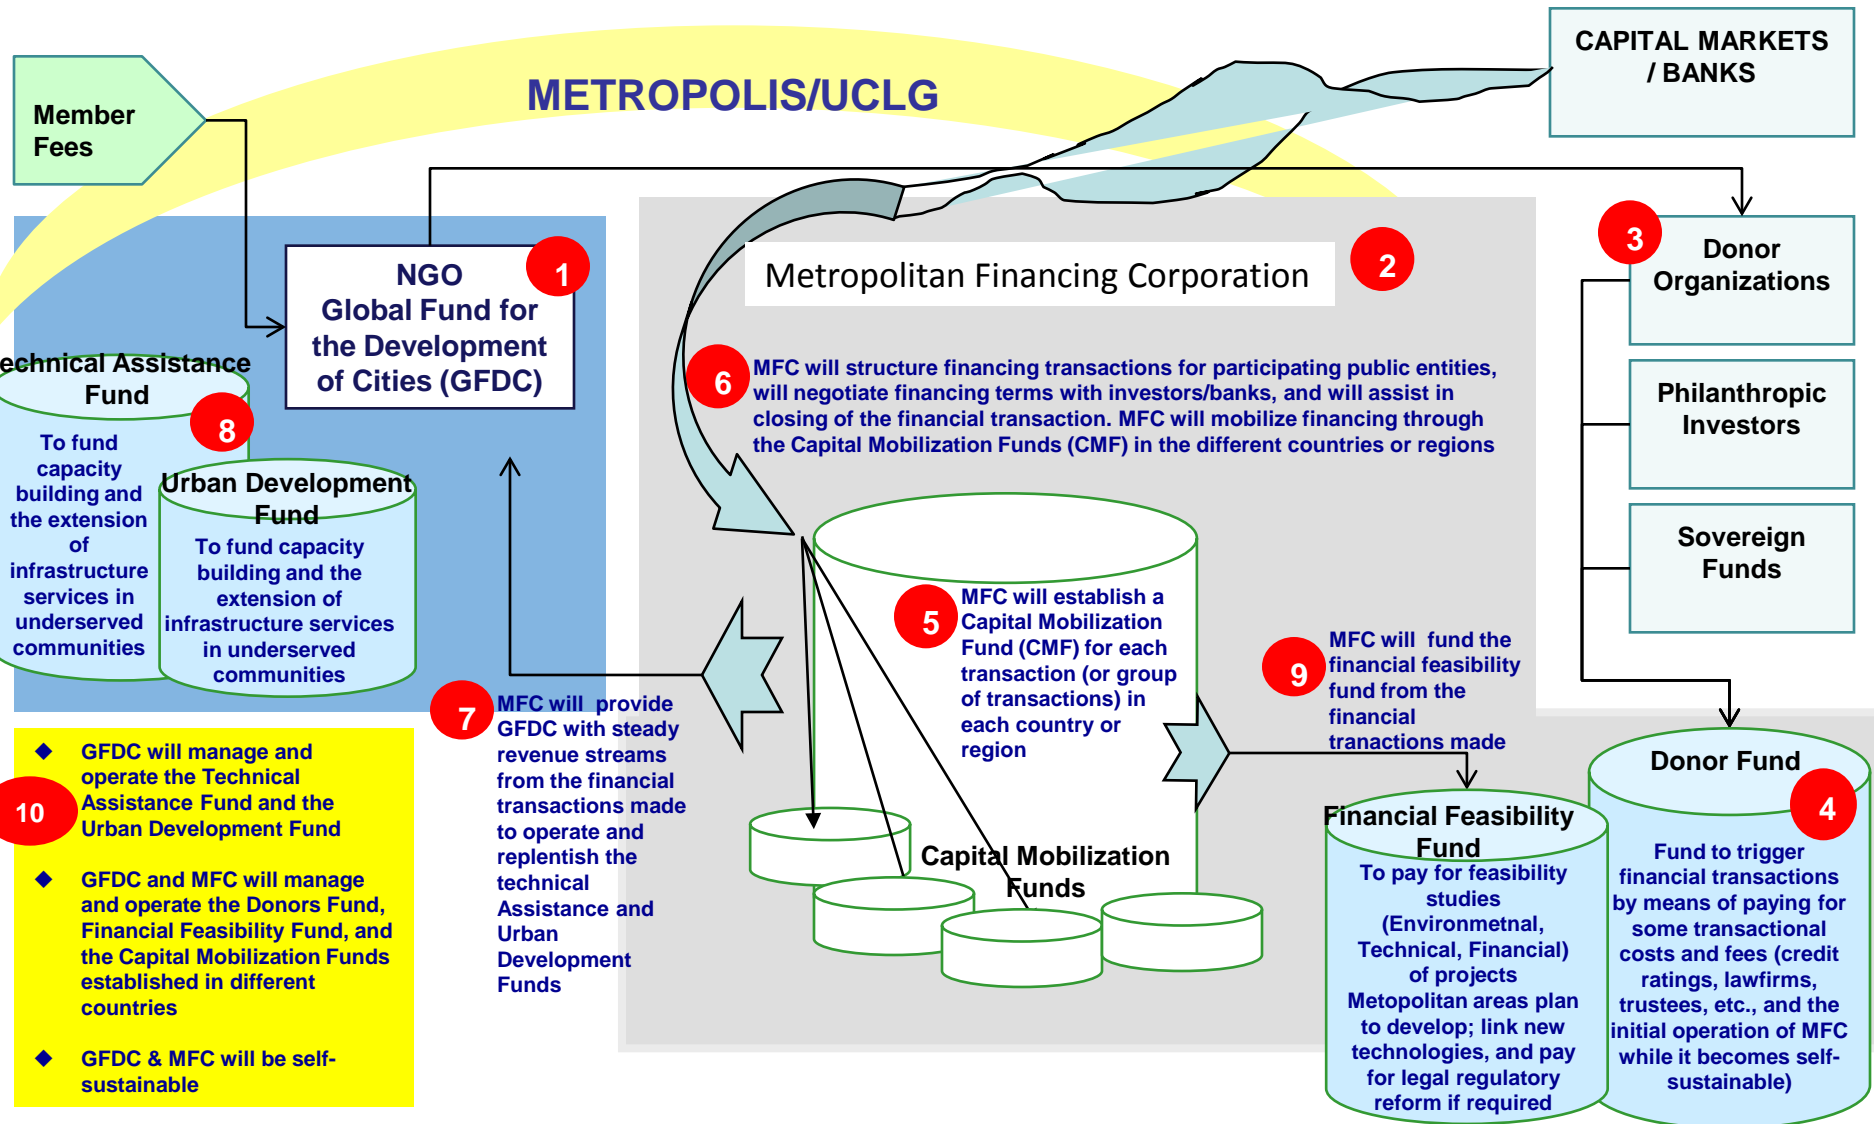 METROPOLIS/UCLG
CAPITAL MARKETS
/ BANKS
Member
Fees
NGO
Global Fund for
the Development
of Cities (GFDC)
1
Metropolitan Financing Corporation
2
3
Donor
Organizations
Philanthropic
Investors
Sovereign
Funds
echnical Assistance
Fund
8
To fund
capacity
building and
the extension
of
infrastructure
services in
underserved
communities
Urban Development
Fund
To fund capacity
building and the
extension of
infrastructure services
in underserved
communities
6
MFC will structure financing transactions for participating public entities,
will negotiate financing terms with investors/banks, and will assist in
closing of the financial transaction. MFC will mobilize financing through
the Capital Mobilization Funds (CMF) in the different countries or regions
5
MFC will establish a
Capital Mobilization
Fund (CMF) for each
transaction (or group
of transactions) in
each country or
region
Capital Mobilization
Funds
7
MFC will provide
GFDC with steady
revenue streams
from the financial
transactions made
to operate and
replentish the
technical
Assistance and
Urban
Development
Funds
9
MFC will fund the
financial feasibility
fund from the
financial
tranactions made
10
◆ GFDC will manage and
operate the Technical
Assistance Fund and the
Urban Development Fund
◆ GFDC and MFC will manage
and operate the Donors Fund,
Financial Feasibility Fund, and
the Capital Mobilization Funds
established in different
countries
◆ GFDC & MFC will be self-
sustainable
Financial Feasibility
Fund
To pay for feasibility
studies
(Environmetnal,
Technical, Financial)
of projects
Metopolitan areas plan
to develop; link new
technologies, and pay
for legal regulatory
reform if required
Donor Fund
4
Fund to trigger
financial transactions
by means of paying for
some transactional
costs and fees (credit
ratings, lawfirms,
trustees, etc., and the
initial operation of MFC
while it becomes self-
sustainable)